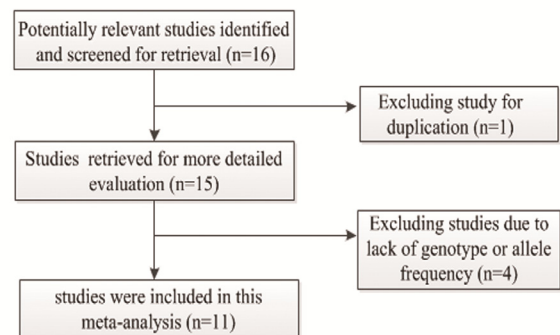 Potentially relevant studies identified
and screened for retrieval (n=16)
Excluding study for
duplication (n=1)
Studies retrieved for more detailed
evaluation (n=15)
Excluding studies due to
lack of genotype or allele
frequency (n=4)
studies were included in this
meta-analysis (n=11)